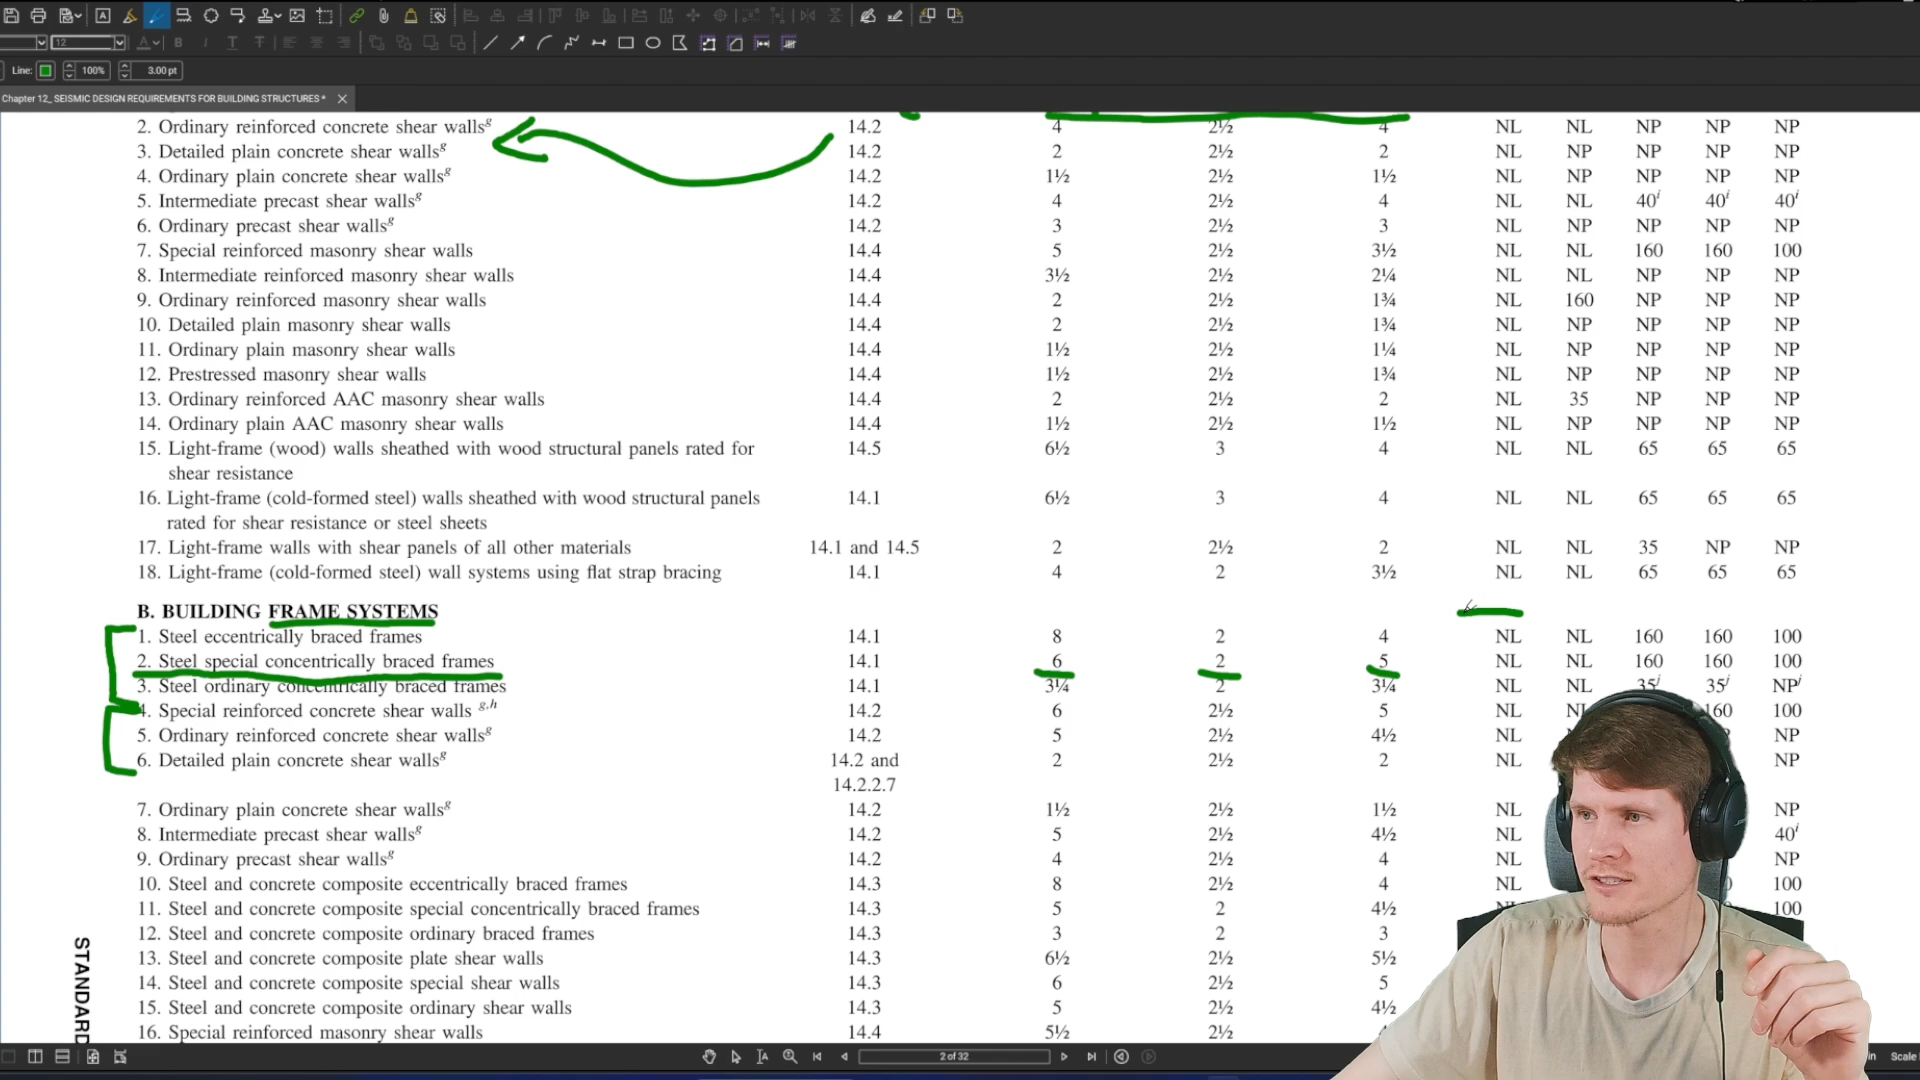 12
Line: 100% 3.00 pt
Chapter 12_ SEISMIC DESIGN REQUIREMENTS FOR BUILDING STRUCTURES *
2. Ordinary reinforced concrete shear walls^g 14.2 4 2½ 4 NL NL NP NP NP
3. Detailed plain concrete shear walls^g 14.2 2 2½ 2 NL NP NP NP NP
4. Ordinary plain concrete shear walls^g 14.2 1½ 2½ 1½ NL NP NP NP NP
5. Intermediate precast shear walls^g 14.2 4 2½ 4 NL NL 40^i 40^i 40^i
6. Ordinary precast shear walls^g 14.2 3 2½ 3 NL NP NP NP NP
7. Special reinforced masonry shear walls 14.4 5 2½ 3½ NL NL 160 160 100
8. Intermediate reinforced masonry shear walls 14.4 3½ 2½ 2¼ NL NL NP NP NP
9. Ordinary reinforced masonry shear walls 14.4 2 2½ 1¾ NL 160 NP NP NP
10. Detailed plain masonry shear walls 14.4 2 2½ 1¾ NL NP NP NP NP
11. Ordinary plain masonry shear walls 14.4 1½ 2½ 1¼ NL NP NP NP NP
12. Prestressed masonry shear walls 14.4 1½ 2½ 1¾ NL NP NP NP NP
13. Ordinary reinforced AAC masonry shear walls 14.4 2 2½ 2 NL 35 NP NP NP
14. Ordinary plain AAC masonry shear walls 14.4 1½ 2½ 1½ NL NP NP NP NP
15. Light-frame (wood) walls sheathed with wood structural panels rated for 14.5 6½ 3 4 NL NL 65 65 65
shear resistance
16. Light-frame (cold-formed steel) walls sheathed with wood structural panels 14.1 6½ 3 4 NL NL 65 65 65
rated for shear resistance or steel sheets
17. Light-frame walls with shear panels of all other materials 14.1 and 14.5 2 2½ 2 NL NL 35 NP NP
18. Light-frame (cold-formed steel) wall systems using flat strap bracing 14.1 4 2 3½ NL NL 65 65 65
B. BUILDING FRAME SYSTEMS
1. Steel eccentrically braced frames 14.1 8 2 4 NL NL 160 160 100
2. Steel special concentrically braced frames 14.1 6 2 5 NL NL 160 160 100
3. Steel ordinary concentrically braced frames 14.1 3¼ 2 3¼ NL NL 35^j 35^j NP^j
4. Special reinforced concrete shear walls ^g,h 14.2 6 2½ 5 NL 160 100
5. Ordinary reinforced concrete shear walls^g 14.2 5 2½ 4½ NL NP
6. Detailed plain concrete shear walls^g 14.2 and 2 2½ 2 NL NP
14.2.2.7
7. Ordinary plain concrete shear walls^g 14.2 1½ 2½ 1½ NL NP
8. Intermediate precast shear walls^g 14.2 5 2½ 4½ NL 40^i
9. Ordinary precast shear walls^g 14.2 4 2½ 4 NL NP
10. Steel and concrete composite eccentrically braced frames 14.3 8 2½ 4 NL 100
11. Steel and concrete composite special concentrically braced frames 14.3 5 2 4½ NL 100
12. Steel and concrete composite ordinary braced frames 14.3 3 2 3
13. Steel and concrete composite plate shear walls 14.3 6½ 2½ 5½
14. Steel and concrete composite special shear walls 14.3 6 2½ 5
15. Steel and concrete composite ordinary shear walls 14.3 5 2½ 4½
16. Special reinforced masonry shear walls 14.4 5½ 2½
STANDARD
2 of 32
in Scale